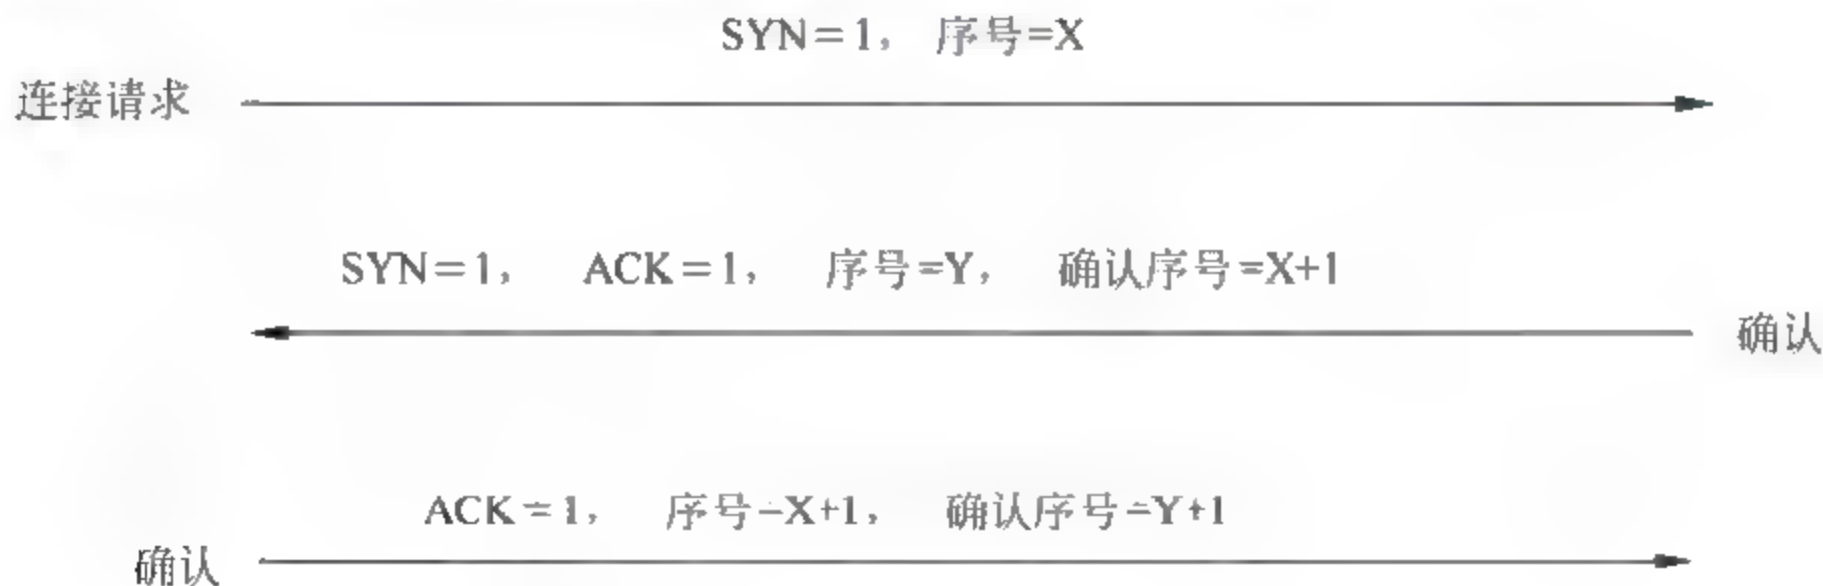 SYN=1, 序号=X
连接请求
SYN=1, ACK=1, 序号=Y, 确认序号=X+1
确认
ACK=1, 序号=X+1, 确认序号=Y+1
确认